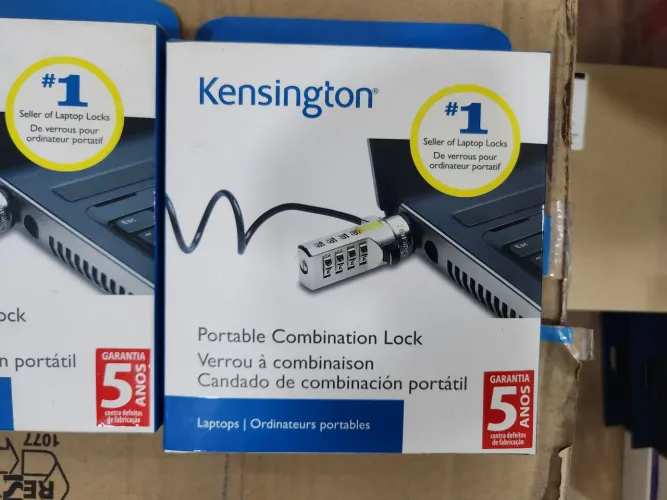 #1
Seller of Laptop Locks
De verrous pour
ordinateur portatif
ock
n portátil
GARANTIA
5 ANOS
contra defeitos
de fabricação
1077
RES
Kensington®
#1
Seller of Laptop Locks
De verrous pour
ordinateur portatif
Esc
Portable Combination Lock
Verrou à combinaison
Candado de combinación portátil
Laptops | Ordinateurs portables
GARANTIA
5 ANOS
contra defeitos
de fabricação